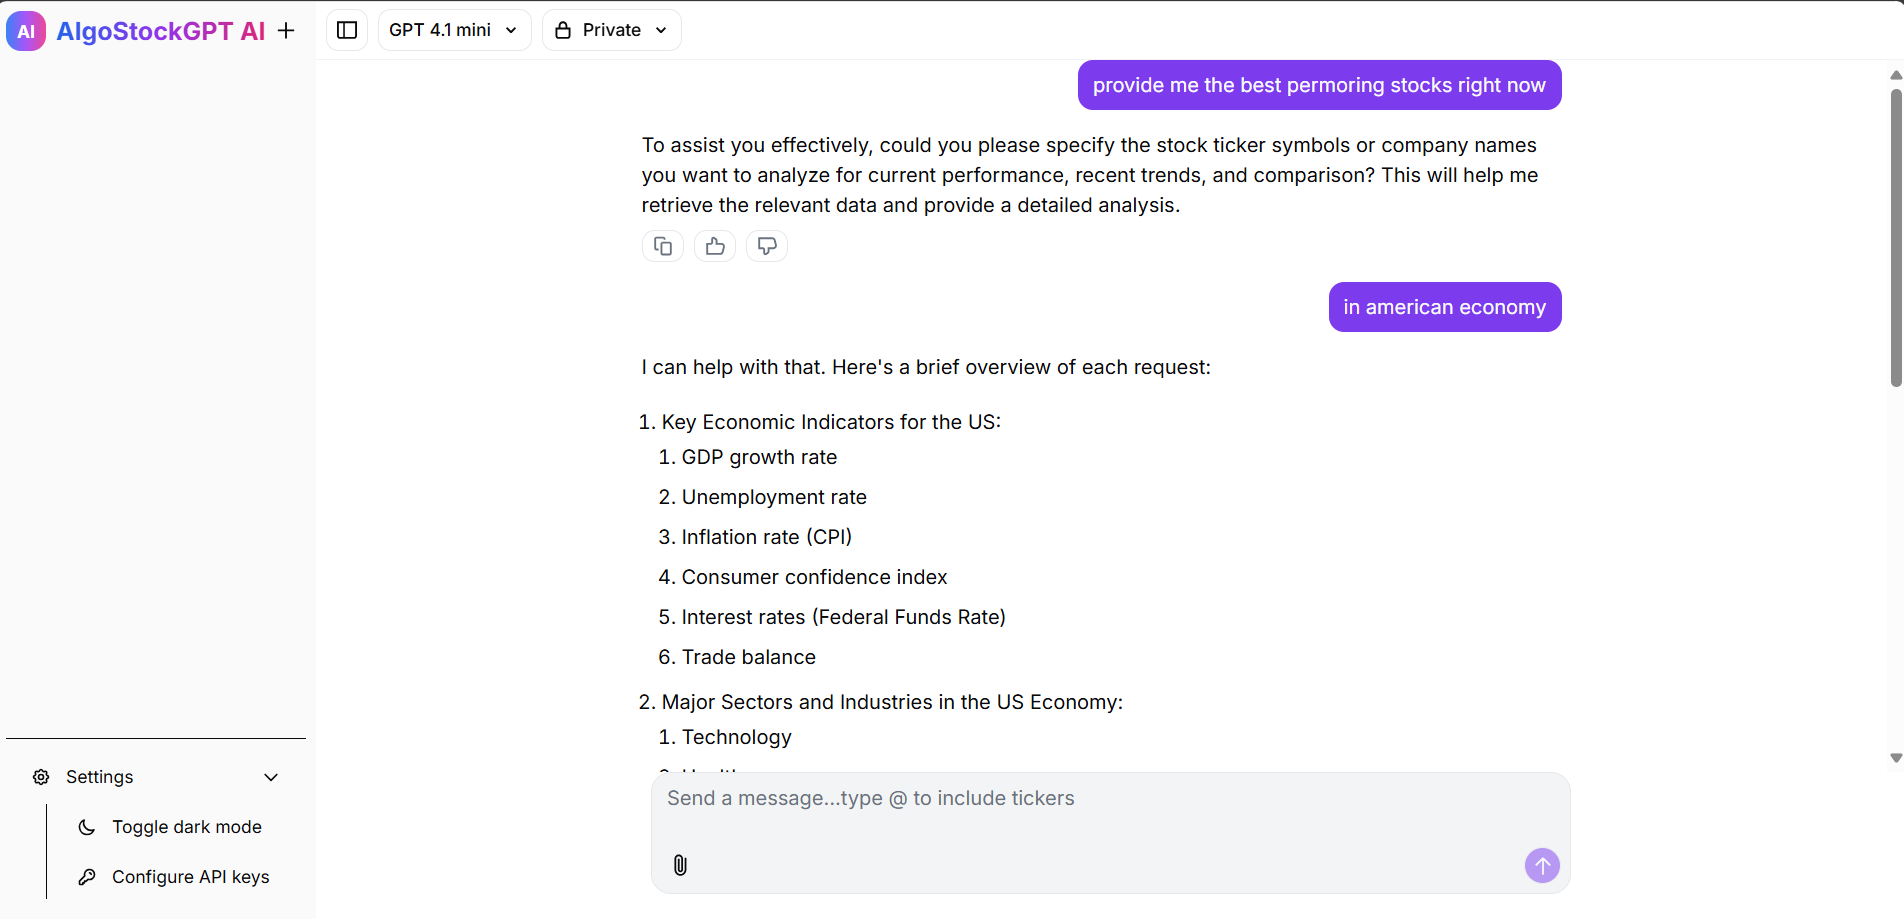 AI AlgoStockGPT AI
GPT 4.1 mini
Private
provide me the best permoring stocks right now
To assist you effectively, could you please specify the stock ticker symbols or company names
you want to analyze for current performance, recent trends, and comparison? This will help me
retrieve the relevant data and provide a detailed analysis.
in american economy
I can help with that. Here's a brief overview of each request:
1. Key Economic Indicators for the US:
1. GDP growth rate
2. Unemployment rate
3. Inflation rate (CPI)
4. Consumer confidence index
5. Interest rates (Federal Funds Rate)
6. Trade balance
2. Major Sectors and Industries in the US Economy:
1. Technology
Send a message...type @ to include tickers
Settings
Toggle dark mode
Configure API keys